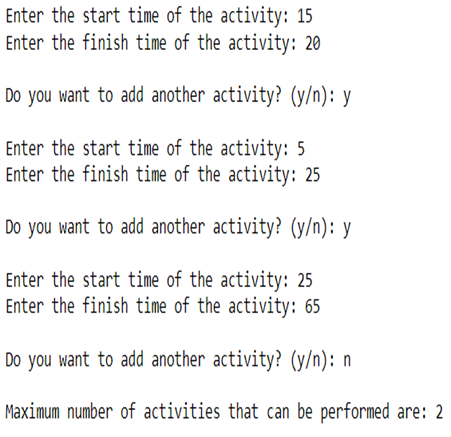 Enter the start time of the activity: 15
Enter the finish time of the activity: 20
Do you want to add another activity? (y/n): y
Enter the start time of the activity: 5
Enter the finish time of the activity: 25
Do you want to add another activity? (y/n): y
Enter the start time of the activity: 25
Enter the finish time of the activity: 65
Do you want to add another activity? (y/n): n
Maximum number of activities that can be performed are: 2